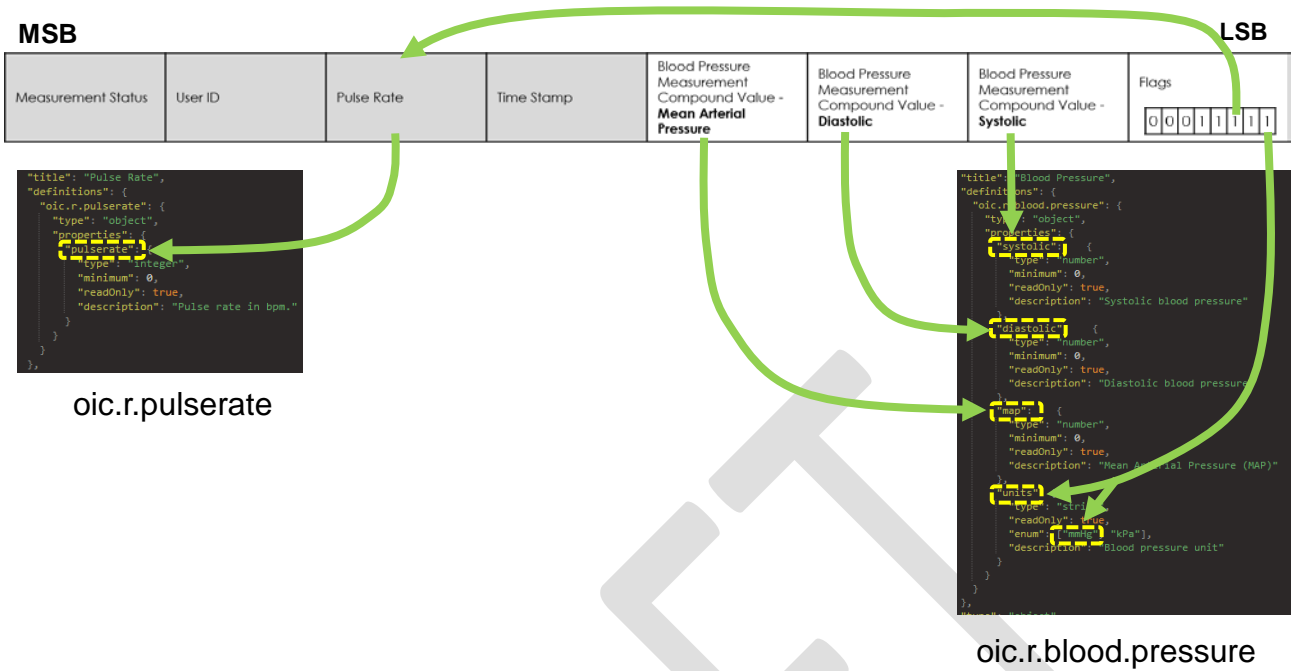 MSB
LSB
Measurement Status
User ID
Pulse Rate
Time Stamp
Blood Pressure
Measurement
Compound Value -
Mean Arterial
Pressure
Blood Pressure
Measurement
Compound Value -
Diastolic
Blood Pressure
Measurement
Compound Value -
Systolic
Flags
0 0 0 1 1 1 1 1
"title": "Pulse Rate",
"definitions": {
"oic.r.pulserate": {
"type": "object",
"properties": {
"pulserate": {
"type": "integer",
"minimum": 0,
"readOnly": true,
"description": "Pulse rate in bpm."
}
}
}
},
oic.r.pulserate
"title": "Blood Pressure",
"definitions": {
"oic.r.blood.pressure": {
"type": "object",
"properties": {
"systolic": {
"type": "number",
"minimum": 0,
"readOnly": true,
"description": "Systolic blood pressure"
},
"diastolic": {
"type": "number",
"minimum": 0,
"readOnly": true,
"description": "Diastolic blood pressure"
},
"map": {
"type": "number",
"minimum": 0,
"readOnly": true,
"description": "Mean Arterial Pressure (MAP)"
},
"units"
"type": "string"
"readOnly": true,
"enum": ["mmHg", "kPa"],
"description": "Blood pressure unit"
}
}
}
},
"type": "object"
oic.r.blood.pressure